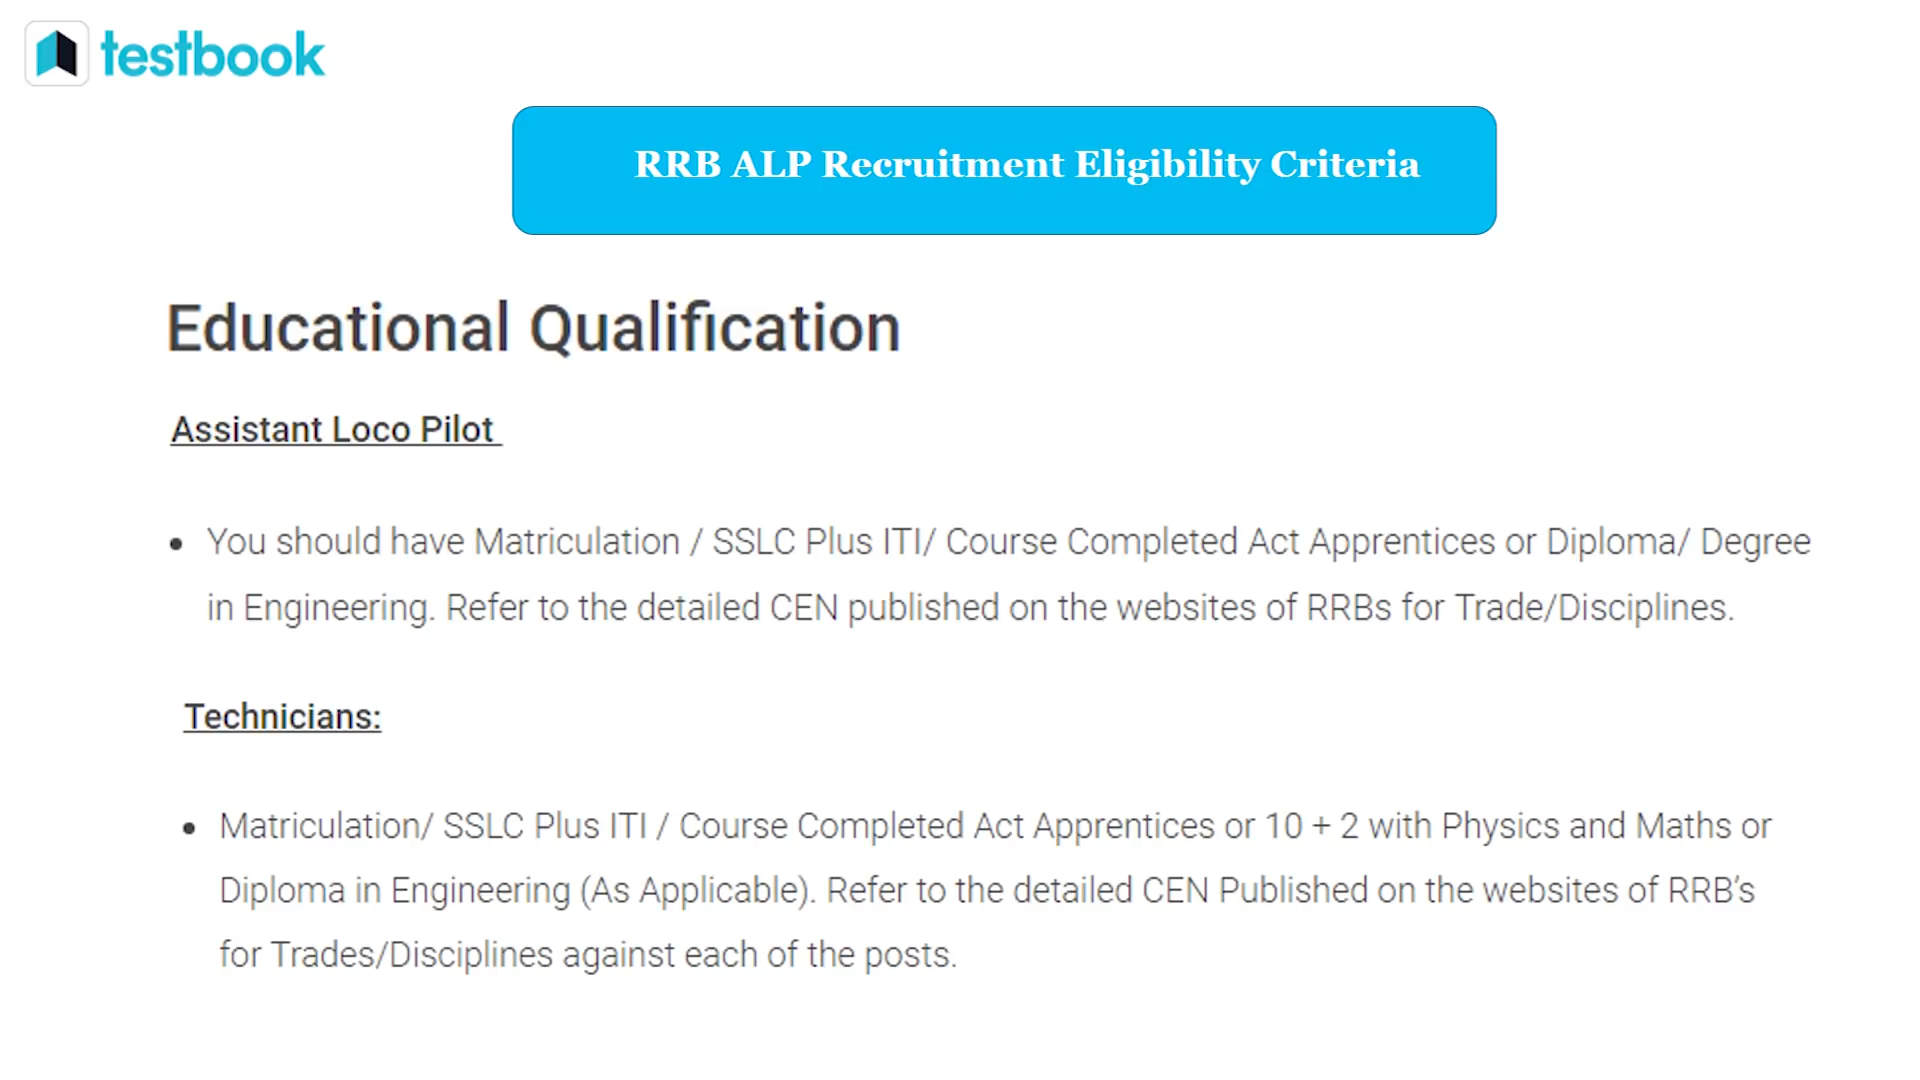 testbook
RRB ALP Recruitment Eligibility Criteria
Educational Qualification
Assistant Loco Pilot
• You should have Matriculation / SSLC Plus ITI/ Course Completed Act Apprentices or Diploma/ Degree
in Engineering. Refer to the detailed CEN published on the websites of RRBs for Trade/Disciplines.
Technicians:
• Matriculation/ SSLC Plus ITI / Course Completed Act Apprentices or 10 + 2 with Physics and Maths or
Diploma in Engineering (As Applicable). Refer to the detailed CEN Published on the websites of RRB’s
for Trades/Disciplines against each of the posts.